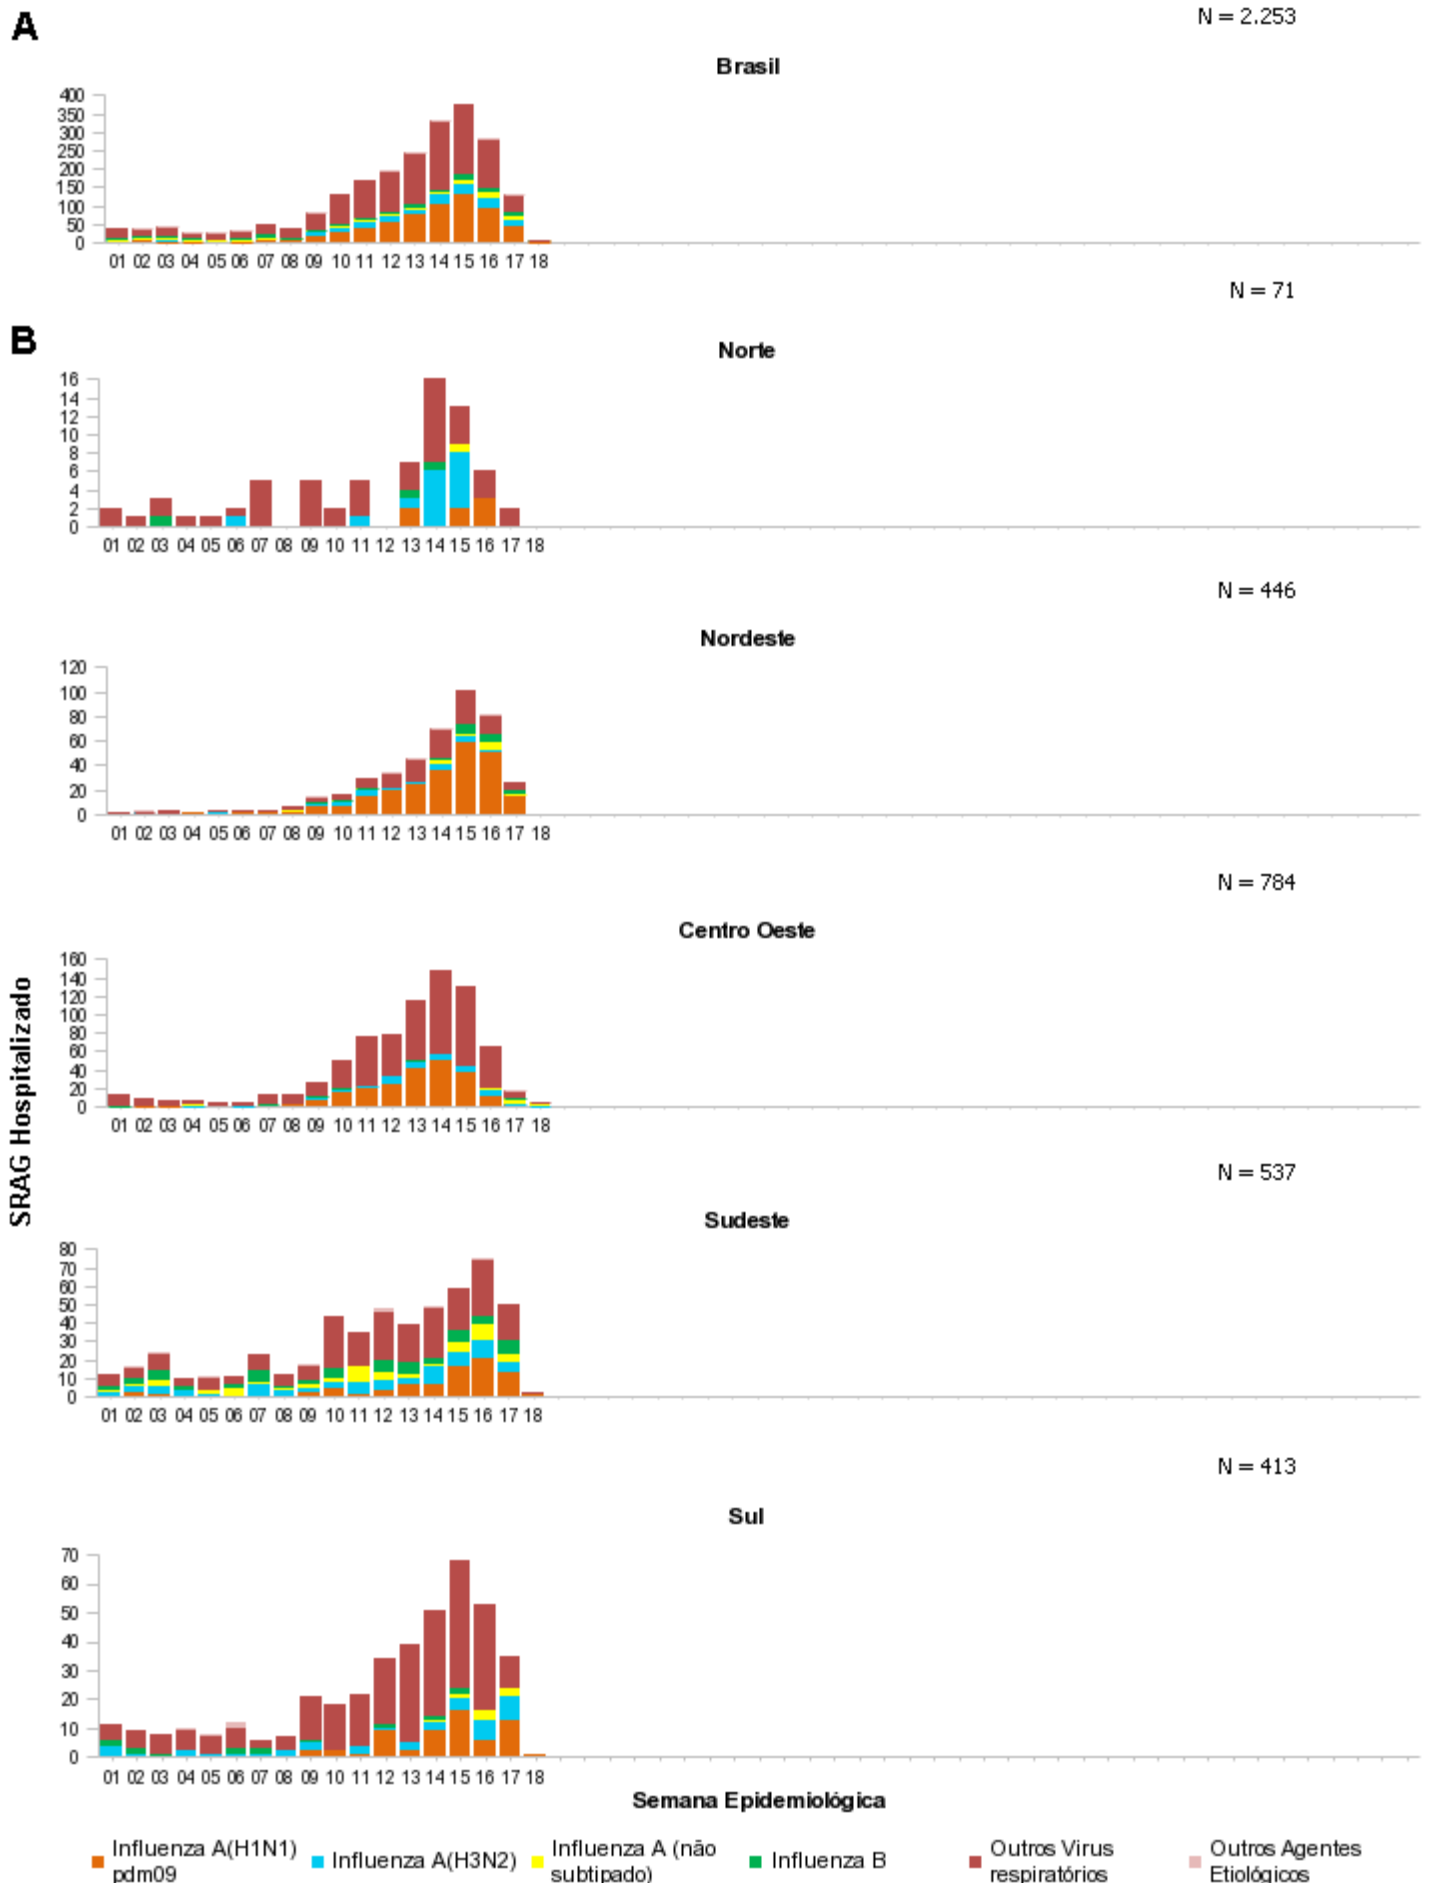 A
N = 2.253
Brasil
400
350
300
250
200
150
100
50
0
01 02 03 04 05 06 07 08 09 10 11 12 13 14 15 16 17 18
N = 71
B
Norte
16
14
12
10
8
6
4
2
0
01 02 03 04 05 06 07 08 09 10 11 12 13 14 15 16 17 18
N = 446
Nordeste
120
100
80
60
40
20
0
01 02 03 04 05 06 07 08 09 10 11 12 13 14 15 16 17 18
N = 784
Centro Oeste
160
140
120
100
80
60
40
20
0
01 02 03 04 05 06 07 08 09 10 11 12 13 14 15 16 17 18
SRAG Hospitalizado
N = 537
Sudeste
80
70
60
50
40
30
20
10
0
01 02 03 04 05 06 07 08 09 10 11 12 13 14 15 16 17 18
N = 413
Sul
70
60
50
40
30
20
10
0
01 02 03 04 05 06 07 08 09 10 11 12 13 14 15 16 17 18
Semana Epidemiológica
Influenza A(H1N1)
pdm09
Influenza A(H3N2)
Influenza A (não
subtipado)
Influenza B
Outros Virus
respiratórios
Outros Agentes
Etiológicos